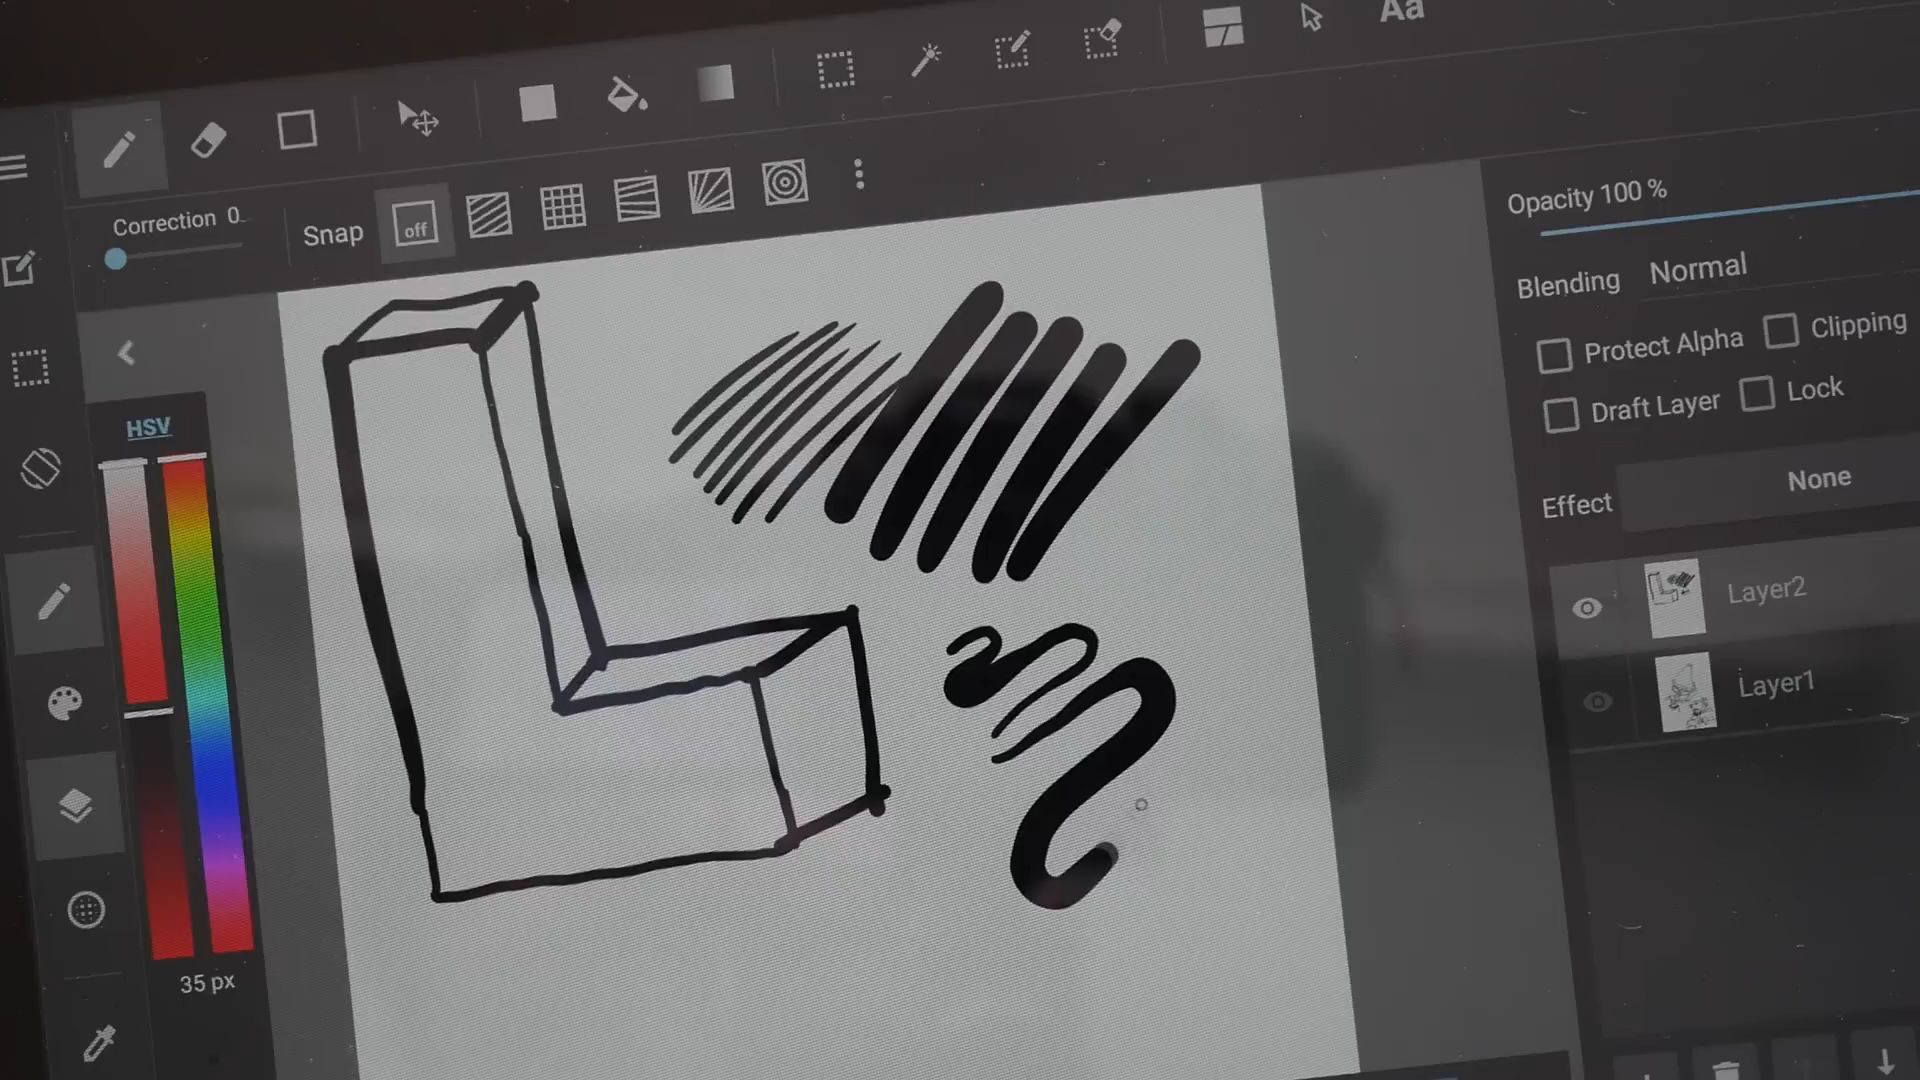 Aa
Correction 0
Snap
off
Opacity 100 %
Blending Normal
Protect Alpha
Clipping
Draft Layer
Lock
HSV
Effect
None
Layer2
Layer1
35 px